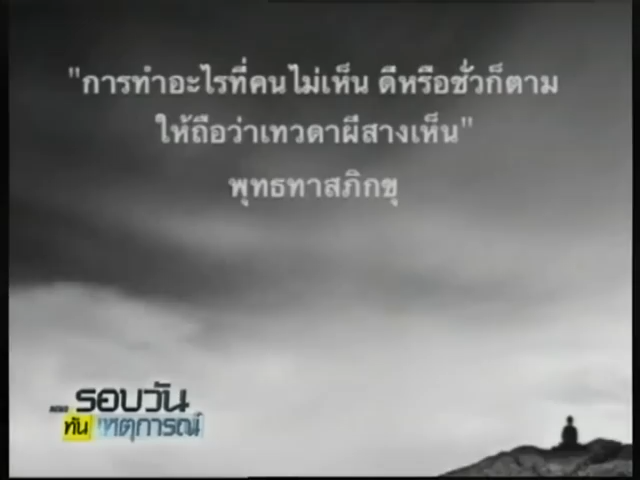 "การทำอะไรที่คนไม่เห็น ดีหรือชั่วก็ตาม
ให้ถือว่าเทวดาผีสางเห็น"
พุทธทาสภิกขุ
รอบวัน
ทันเหตุการณ์